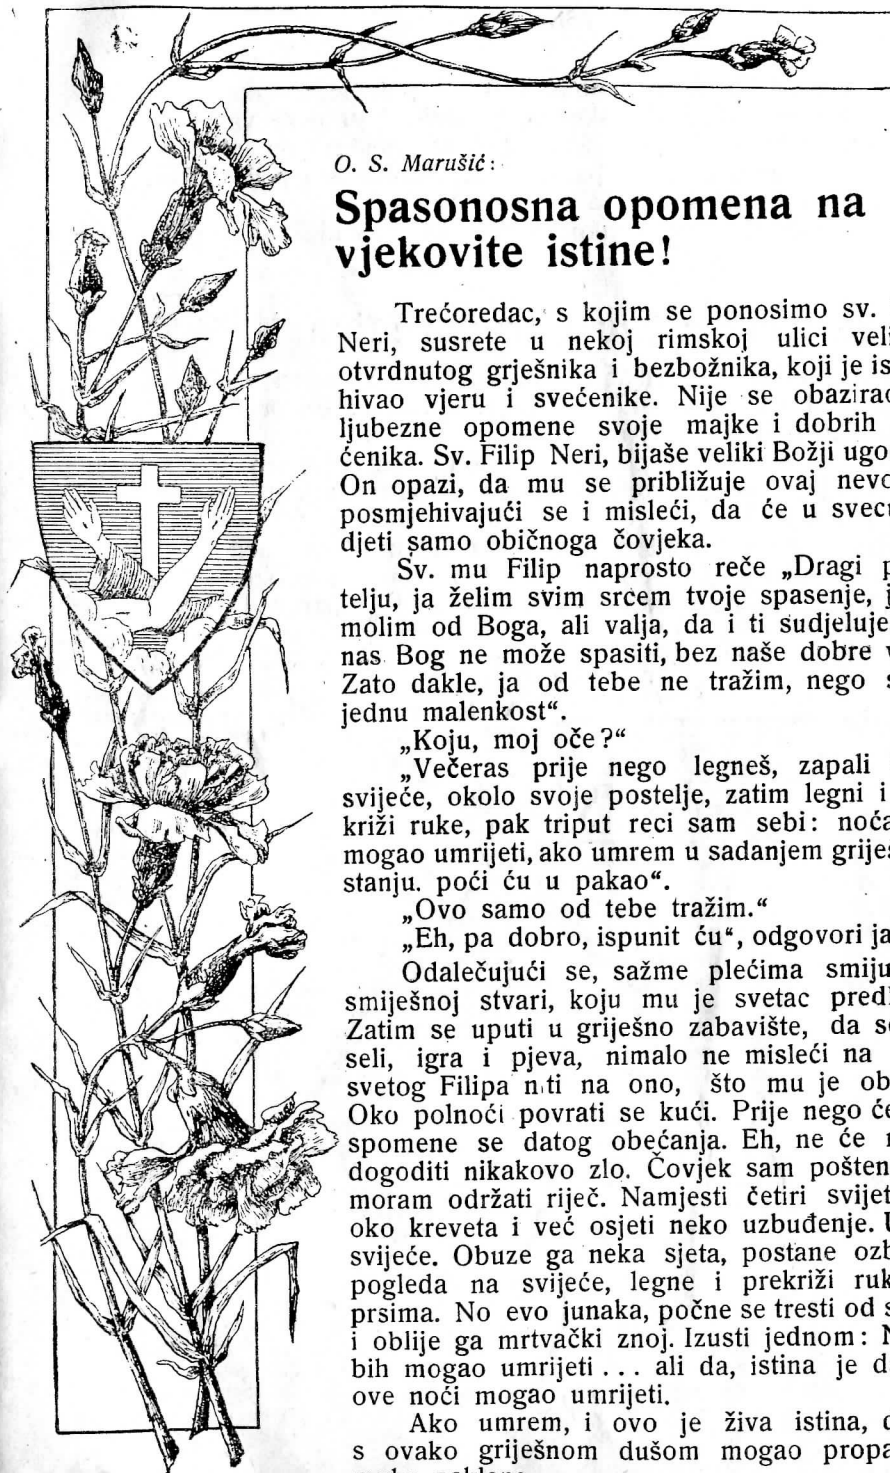 O. S. Marušić:
Spasonosna opomena na
vjekovite istine!
Trećoredac, s kojim se ponosimo sv.
Neri, susrete u nekoj rimskoj ulici veli
otvrdnutog grješnika i bezbožnika, koji je is
hivao vjeru i svećenike. Nije se obazirao
ljubezne opomene svoje majke i dobrih
ćenika. Sv. Filip Neri, bijaše veliki Božji ugo
On opazi, da mu se približuje ovaj nevo
posmjehivajući se i misleći, da će u svecu
djeti samo običnoga čovjeka.
Sv. mu Filip naprosto reče „Dragi p
telju, ja želim svim srcem tvoje spasenje, j
molim od Boga, ali valja, da i ti sudjeluje
nas Bog ne može spasiti, bez naše dobre v
Zato dakle, ja od tebe ne tražim, nego s
jednu malenkost“.
„Koju, moj oče?“
„Večeras prije nego legneš, zapali
svijeće, okolo svoje postelje, zatim legni i
križi ruke, pak triput reci sam sebi: noća
mogao umrijeti, ako umrem u sadanjem griješ
stanju. poći ću u pakao“.
„Ovo samo od tebe tražim.“
„Eh, pa dobro, ispunit ću“, odgovori ja
Odalečujući se, sažme plećima smiju
smiješnoj stvari, koju mu je svetac predl
Zatim se uputi u griješno zabavište, da se
seli, igra i pjeva, nimalo ne misleći na
svetog Filipa niti na ono, što mu je ob
Oko polnoći povrati se kući. Prije nego će
spomene se datog obećanja. Eh, ne će m
dogoditi nikakovo zlo. Čovjek sam pošten
moram održati riječ. Namjesti četiri svijet
oko kreveta i već osjeti neko uzbuđenje. U
svijeće. Obuze ga neka sjeta, postane ozb
pogleda na svijeće, legne i prekriži ruk
prsima. No evo junaka, počne se tresti od s
i oblije ga mrtvački znoj. Izusti jednom: N
bih mogao umrijeti... ali da, istina je d
ove noći mogao umrijeti.
Ako umrem, i ovo je živa istina, d
s ovako griješnom dušom mogao propa